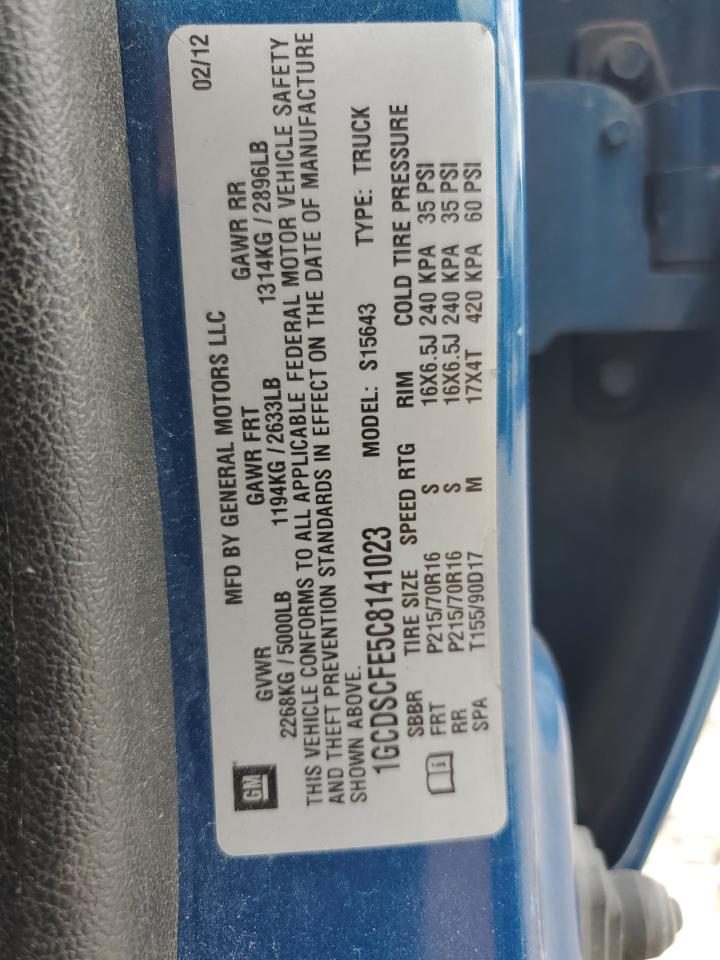 MFD BY GENERAL MOTORS LLC 02/12
GVWR GAWR FRT GAWR RR
2268KG / 5000LB 1194KG / 2633LB 1314KG / 2896LB
GM
THIS VEHICLE CONFORMS TO ALL APPLICABLE FEDERAL MOTOR VEHICLE SAFETY
AND THEFT PREVENTION STANDARDS IN EFFECT ON THE DATE OF MANUFACTURE
SHOWN ABOVE.
1GCDSCFE5C8141023 MODEL: S15643 TYPE: TRUCK
SBBR TIRE SIZE SPEED RTG RIM COLD TIRE PRESSURE
FRT P215/70R16 S 16X6.5J 240 KPA 35 PSI
RR P215/70R16 S 16X6.5J 240 KPA 35 PSI
SPA T155/90D17 M 17X4T 420 KPA 60 PSI